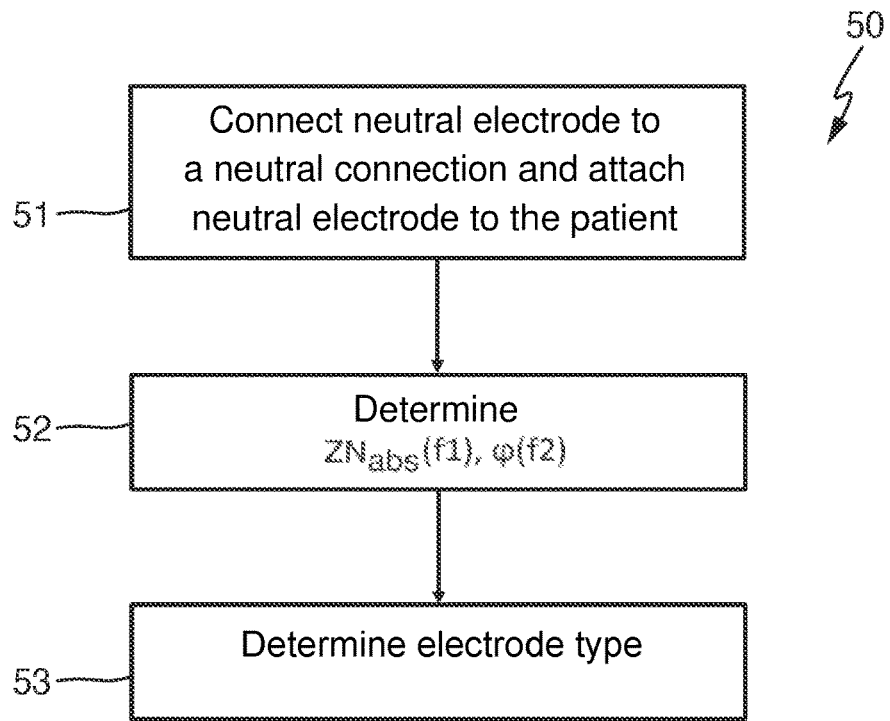 50
Connect neutral electrode to
a neutral connection and attach
neutral electrode to the patient
51
Determine
ZNabs(f1), φ(f2)
52
Determine electrode type
53